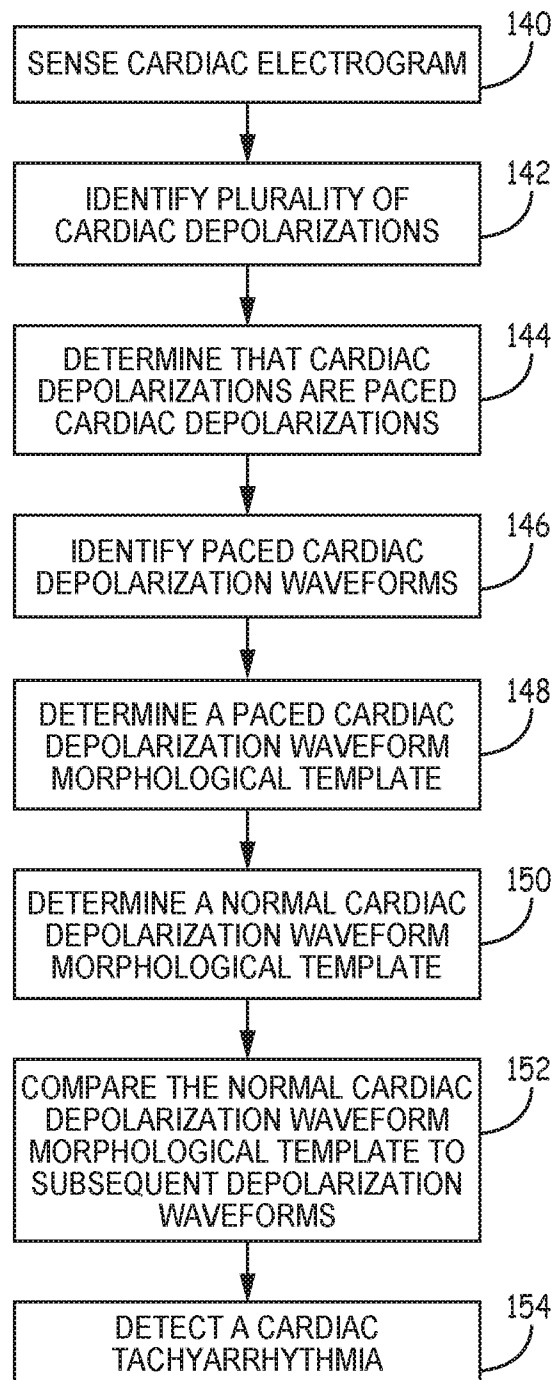 140
SENSE CARDIAC ELECTROGRAM
142
IDENTIFY PLURALITY OF
CARDIAC DEPOLARIZATIONS
144
DETERMINE THAT CARDIAC
DEPOLARIZATIONS ARE PACED
CARDIAC DEPOLARIZATIONS
146
IDENTIFY PACED CARDIAC
DEPOLARIZATION WAVEFORMS
148
DETERMINE A PACED CARDIAC
DEPOLARIZATION WAVEFORM
MORPHOLOGICAL TEMPLATE
150
DETERMINE A NORMAL CARDIAC
DEPOLARIZATION WAVEFORM
MORPHOLOGICAL TEMPLATE
152
COMPARE THE NORMAL CARDIAC
DEPOLARIZATION WAVEFORM
MORPHOLOGICAL TEMPLATE TO
SUBSEQUENT DEPOLARIZATION
WAVEFORMS
154
DETECT A CARDIAC
TACHYARRHYTHMIA